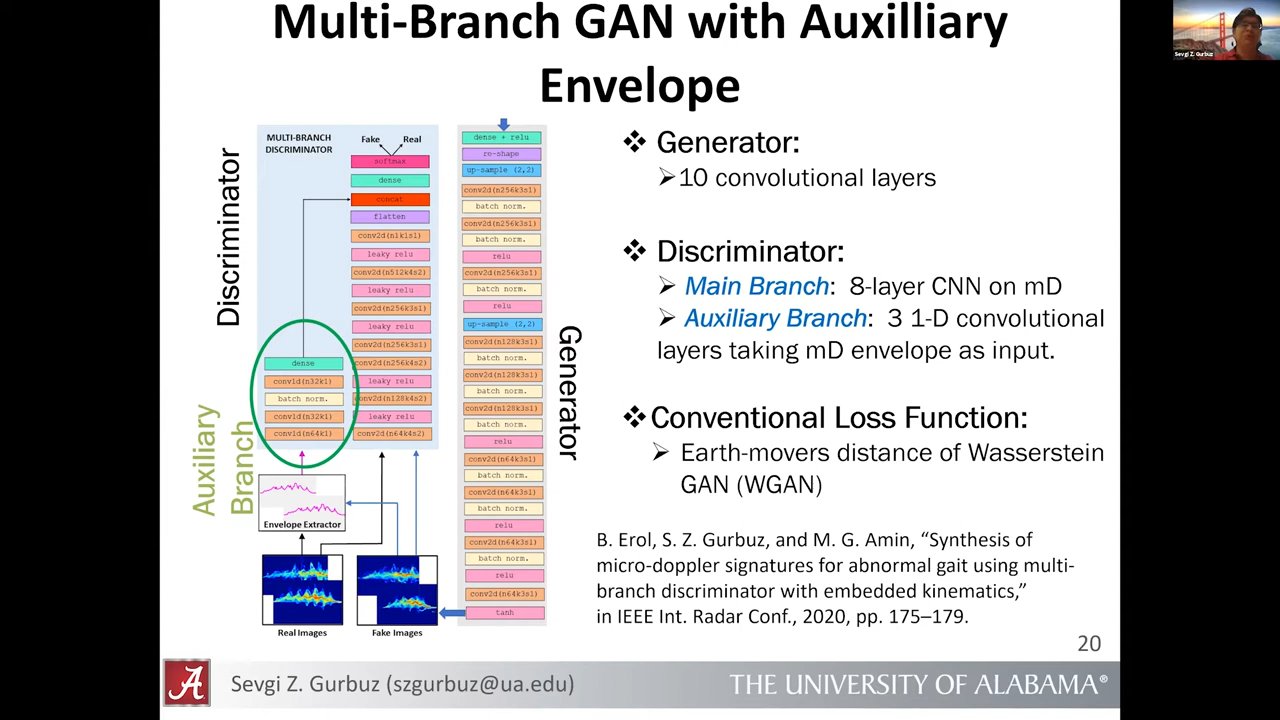 Multi-Branch GAN with Auxilliary
Envelope
Sevgi Z. Gurbuz
Discriminator
MULTI-BRANCH
DISCRIMINATOR
Fake
Real
softmax
dense
concat
flatten
conv2d(n1k1s1)
leaky relu
conv2d(n512k4s2)
leaky relu
conv2d(n256k3s1)
leaky relu
conv2d(n256k3s1)
conv2d(n256k4s2)
leaky relu
conv2d(n128k4s2)
leaky relu
conv2d(n64k4s2)
Auxiliary
Branch
dense
conv1d(n32k1)
batch norm.
conv1d(n32k1)
conv1d(n64k1)
Envelope Extractor
Real Images
Fake Images
dense + relu
re-shape
up-sample (2,2)
conv2d(n256k3s1)
batch norm.
conv2d(n256k3s1)
batch norm.
relu
conv2d(n256k3s1)
batch norm.
relu
up-sample (2,2)
conv2d(n128k3s1)
batch norm.
conv2d(n128k3s1)
batch norm.
conv2d(n128k3s1)
batch norm.
relu
conv2d(n64k3s1)
batch norm.
conv2d(n64k3s1)
batch norm.
relu
conv2d(n64k3s1)
batch norm.
relu
conv2d(n64k3s1)
tanh
Generator
❖ Generator:
➢10 convolutional layers
❖ Discriminator:
➢ Main Branch: 8-layer CNN on mD
➢ Auxiliary Branch: 3 1-D convolutional
layers taking mD envelope as input.
❖Conventional Loss Function:
➢ Earth-movers distance of Wasserstein
GAN (WGAN)
B. Erol, S. Z. Gurbuz, and M. G. Amin, “Synthesis of
micro-doppler signatures for abnormal gait using multi-
branch discriminator with embedded kinematics,”
in IEEE Int. Radar Conf., 2020, pp. 175–179.
20
A
Sevgi Z. Gurbuz (szgurbuz@ua.edu)
THE UNIVERSITY OF ALABAMA®